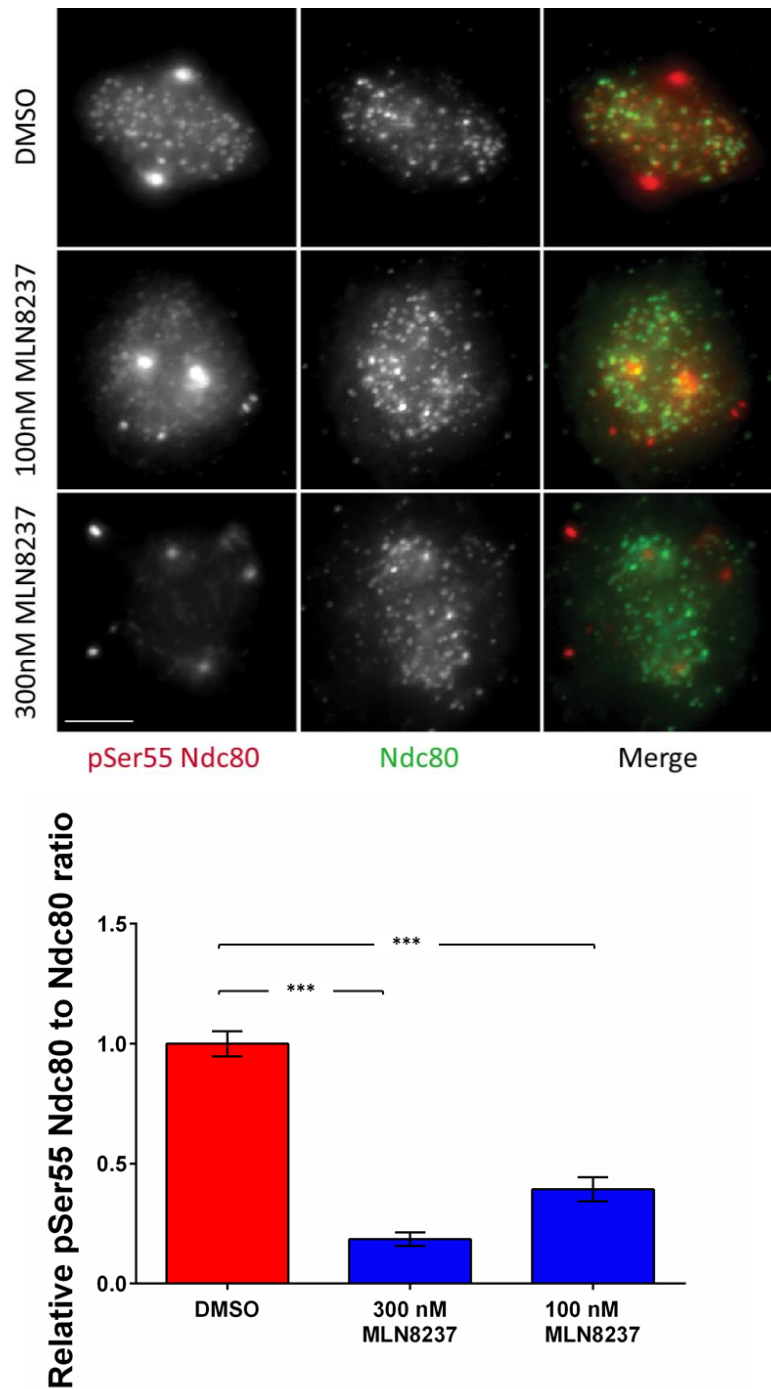 DMSO
100nM MLN8237
300nM MLN8237
pSer55 Ndc80
Ndc80
Merge
Relative pSer55 Ndc80 to Ndc80 ratio
1.5
1.0
0.5
0.0
***
***
DMSO
300 nM
MLN8237
100 nM
MLN8237